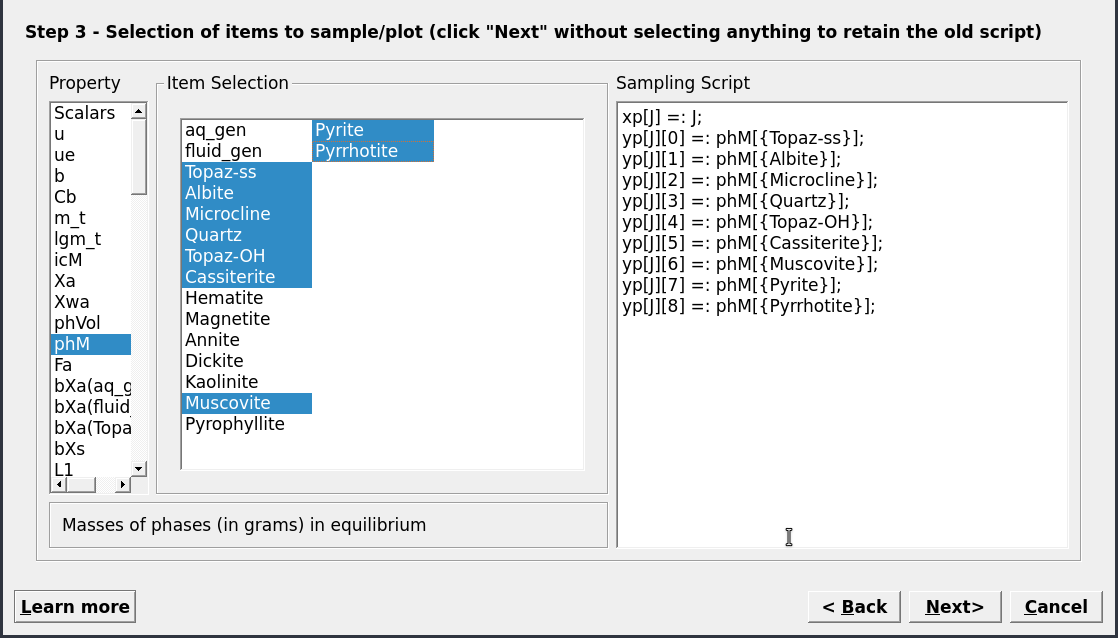 Step 3 - Selection of items to sample/plot (click "Next" without selecting anything to retain the old script)
Property
Scalars
u
ue
b
Cb
m_t
lgm_t
icM
Xa
Xwa
phVol
phM
Fa
bXa(aq_g
bXa(fluid_
bXa(Topa
bXs
L1
Item Selection
aq_gen
fluid_gen
Topaz-ss
Albite
Microcline
Quartz
Topaz-OH
Cassiterite
Hematite
Magnetite
Annite
Dickite
Kaolinite
Muscovite
Pyrophyllite
Pyrite
Pyrrhotite
Masses of phases (in grams) in equilibrium
Sampling Script
xp[J] =: J;
yp[J][0] =: phM[{Topaz-ss}];
yp[J][1] =: phM[{Albite}];
yp[J][2] =: phM[{Microcline}];
yp[J][3] =: phM[{Quartz}];
yp[J][4] =: phM[{Topaz-OH}];
yp[J][5] =: phM[{Cassiterite}];
yp[J][6] =: phM[{Muscovite}];
yp[J][7] =: phM[{Pyrite}];
yp[J][8] =: phM[{Pyrrhotite}];
Learn more
< Back
Next>
Cancel